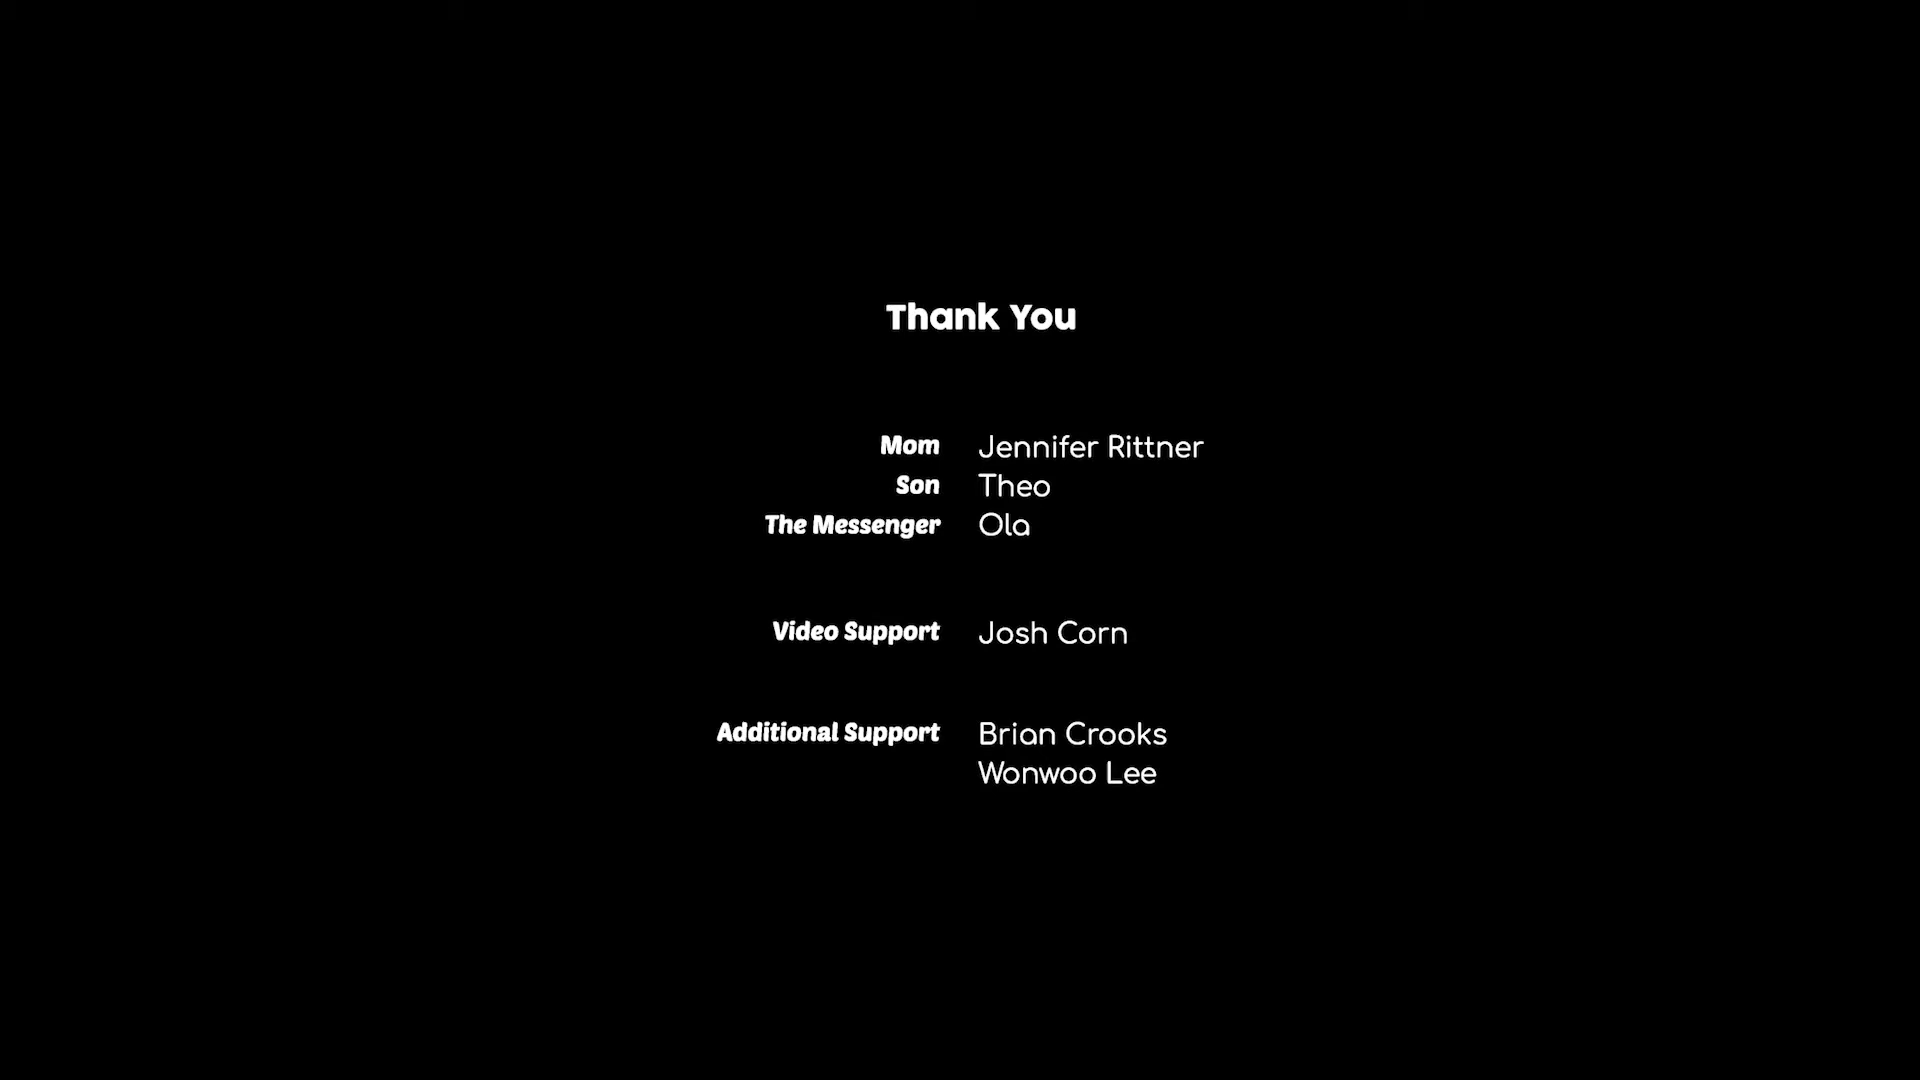 Thank You
Mom Jennifer Rittner
Son Theo
The Messenger Ola
Video Support Josh Corn
Additional Support Brian Crooks
Wonwoo Lee